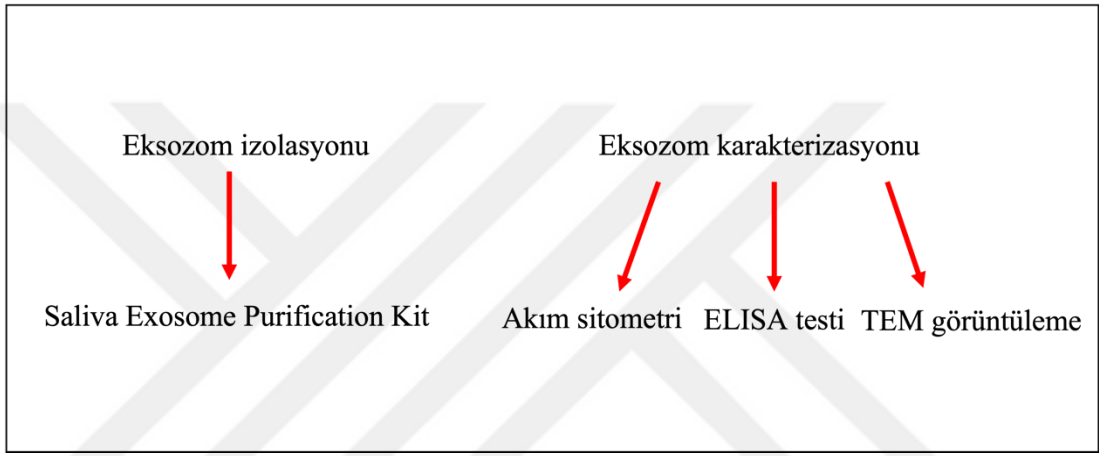 Eksozom izolasyonu
Eksozom karakterizasyonu
Saliva Exosome Purification Kit
Akım sitometri
ELISA testi
TEM görüntüleme